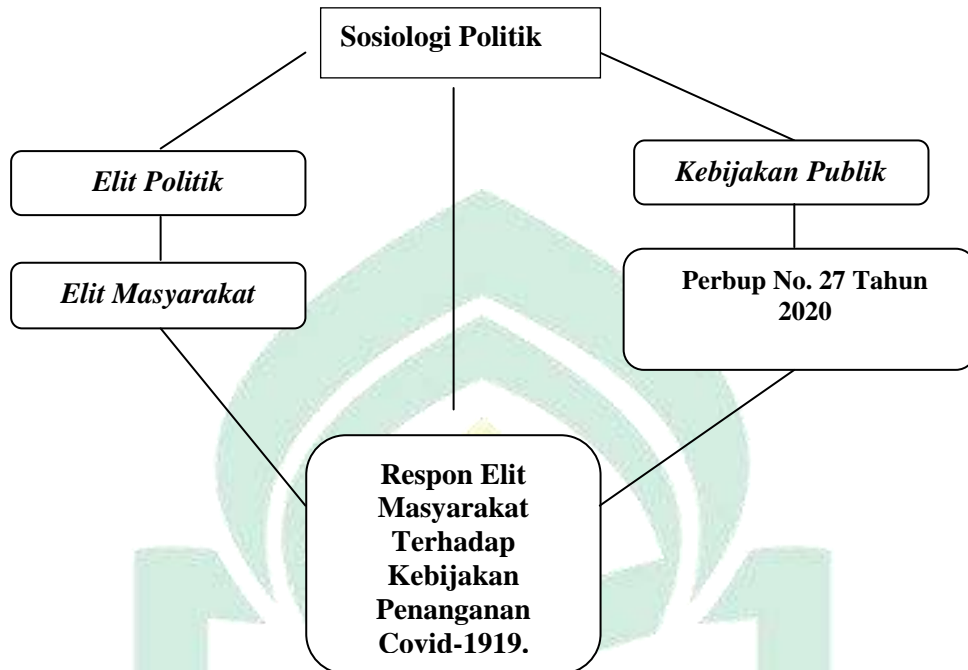 Sosiologi Politik
Elit Politik
Kebijakan Publik
Elit Masyarakat
Perbup No. 27 Tahun
2020
Respon Elit
Masyarakat
Terhadap
Kebijakan
Penanganan
Covid-1919.